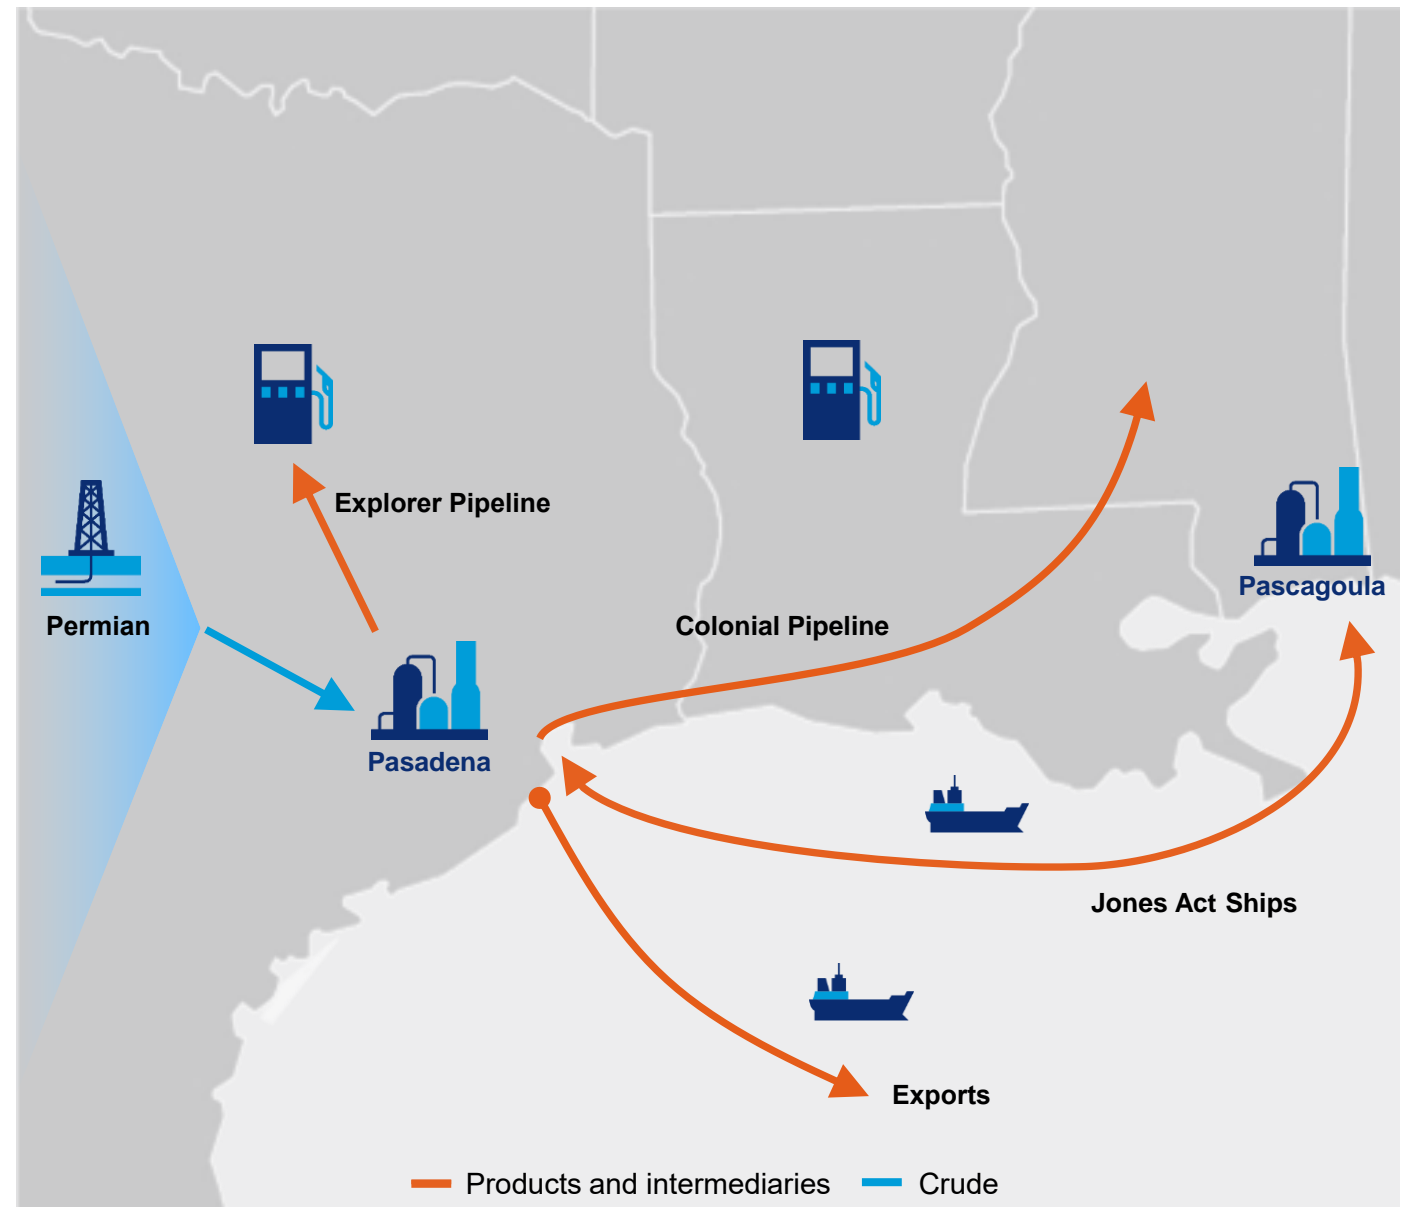 Explorer Pipeline
Permian
Pascagoula
Colonial Pipeline
Pasadena
Jones Act Ships
Exports
Products and intermediaries
Crude